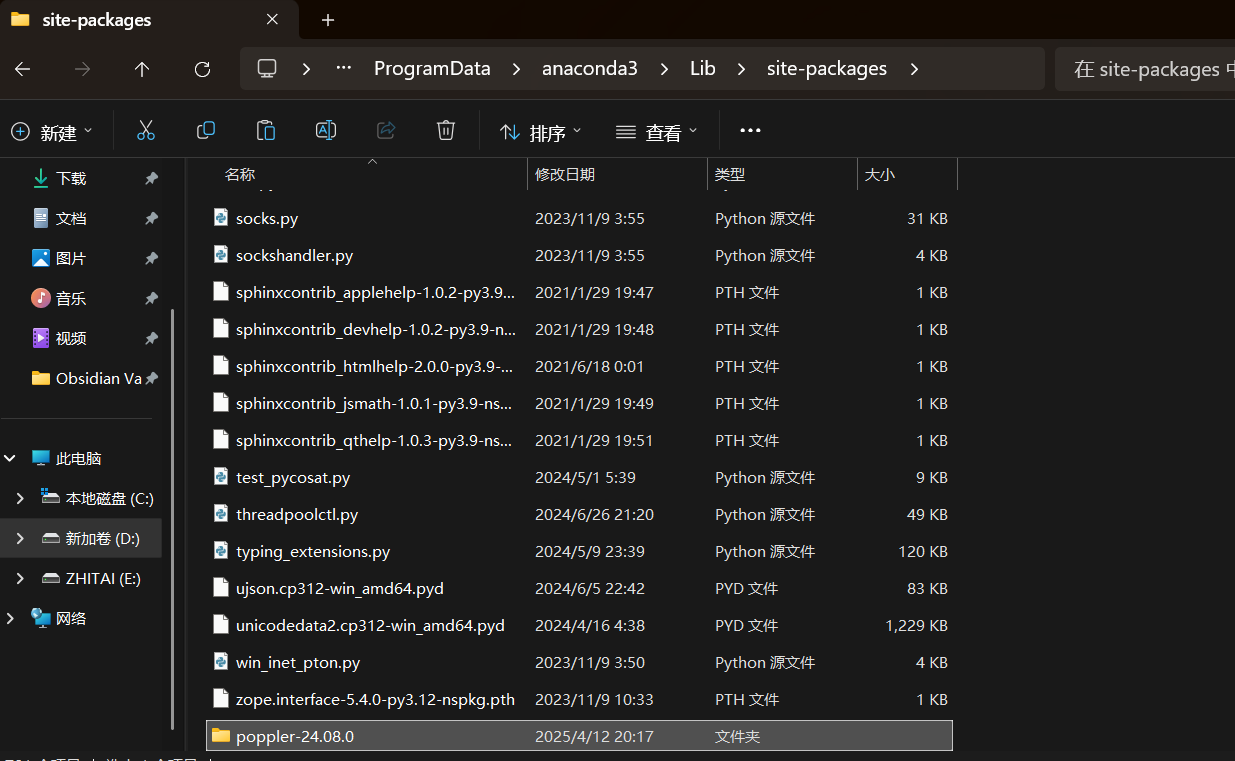 site-packages
ProgramData anaconda3 Lib site-packages
在 site-packages
新建 排序 查看
下载
文档
图片
音乐
视频
Obsidian Va
此电脑
本地磁盘 (C:)
新加卷 (D:)
ZHITAI (E:)
网络
名称 修改日期 类型 大小
socks.py 2023/11/9 3:55 Python 源文件 31 KB
sockshandler.py 2023/11/9 3:55 Python 源文件 4 KB
sphinxcontrib_applehelp-1.0.2-py3.9... 2021/1/29 19:47 PTH 文件 1 KB
sphinxcontrib_devhelp-1.0.2-py3.9-n... 2021/1/29 19:48 PTH 文件 1 KB
sphinxcontrib_htmlhelp-2.0.0-py3.9-... 2021/6/18 0:01 PTH 文件 1 KB
sphinxcontrib_jsmath-1.0.1-py3.9-ns... 2021/1/29 19:49 PTH 文件 1 KB
sphinxcontrib_qthelp-1.0.3-py3.9-ns... 2021/1/29 19:51 PTH 文件 1 KB
test_pycosat.py 2024/5/1 5:39 Python 源文件 9 KB
threadpoolctl.py 2024/6/26 21:20 Python 源文件 49 KB
typing_extensions.py 2024/5/9 23:39 Python 源文件 120 KB
ujson.cp312-win_amd64.pyd 2024/6/5 22:42 PYD 文件 83 KB
unicodedata2.cp312-win_amd64.pyd 2024/4/16 4:38 PYD 文件 1,229 KB
win_inet_pton.py 2023/11/9 3:50 Python 源文件 4 KB
zope.interface-5.4.0-py3.12-nspkg.pth 2023/11/9 10:33 PTH 文件 1 KB
poppler-24.08.0 2025/4/12 20:17 文件夹